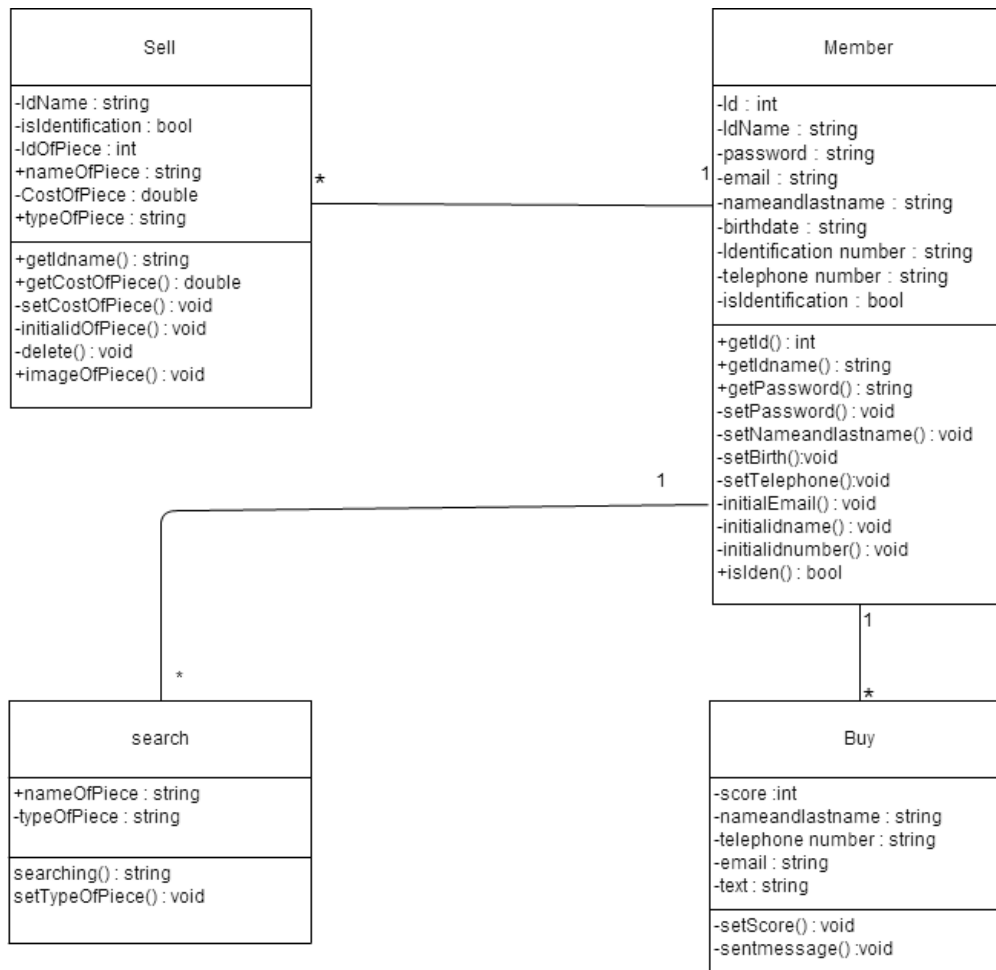 Sell
-IdName : string
-isIdentification : bool
-IdOfPiece : int
+nameOfPiece : string
-CostOfPiece : double
+typeOfPiece : string
+getIdname() : string
+getCostOfPiece() : double
-setCostOfPiece() : void
-initialidOfPiece() : void
-delete() : void
+imageOfPiece() : void
*
1
Member
-Id : int
-IdName : string
-password : string
-email : string
-nameandlastname : string
-birthdate : string
-Identification number : string
-telephone number : string
-isIdentification : bool
+getId() : int
+getIdname() : string
+getPassword() : string
-setPassword() : void
-setNameandlastname() : void
-setBirth():void
-setTelephone():void
-initialEmail() : void
-initialidname() : void
-initialidnumber() : void
+isIden() : bool
1
*
1
*
search
+nameOfPiece : string
-typeOfPiece : string
searching() : string
setTypeOfPiece() : void
Buy
-score :int
-nameandlastname : string
-telephone number : string
-email : string
-text : string
-setScore() : void
-sentmessage() :void